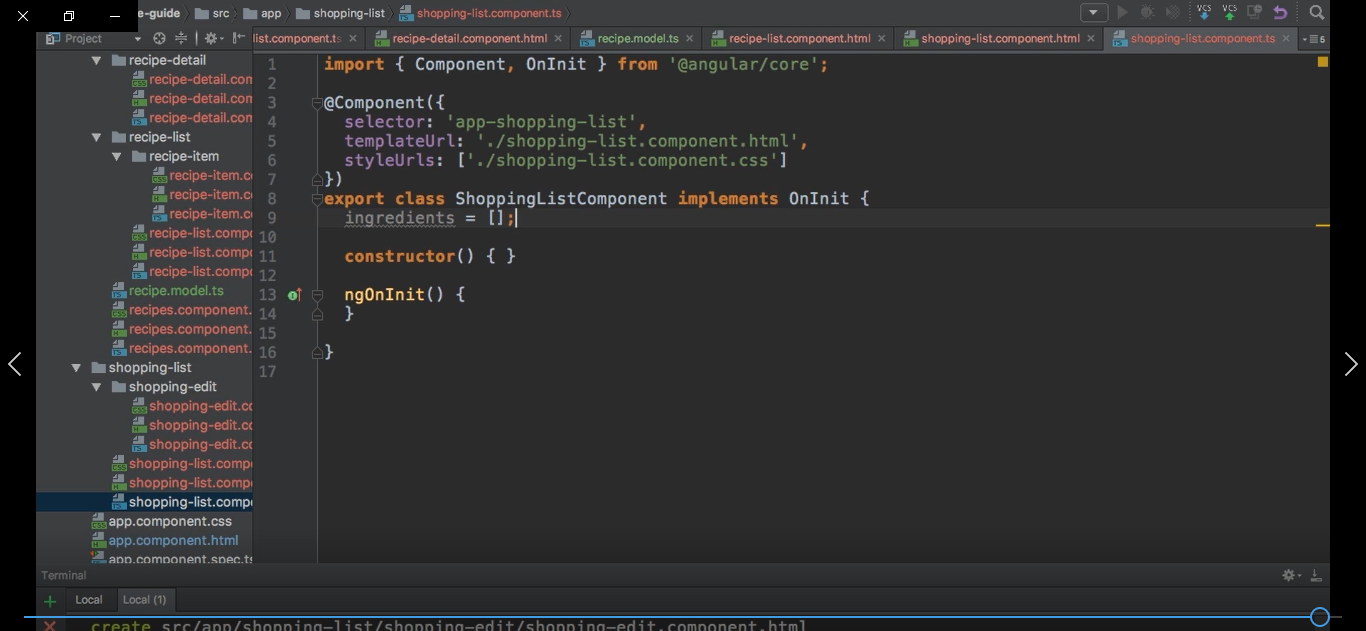 e-guide src app shopping-list shopping-list.component.ts
VCS VCS
Project
list.component.ts recipe-detail.component.html recipe.model.ts recipe-list.component.html shopping-list.component.html shopping-list.component.ts 5
recipe-detail
recipe-detail.com
recipe-detail.com
recipe-detail.com
recipe-list
recipe-item
recipe-item.c
recipe-item.c
recipe-item.c
recipe-list.compo
recipe-list.compo
recipe-list.compo
recipe.model.ts
recipes.component.
recipes.component.
recipes.component.
shopping-list
shopping-edit
shopping-edit.co
shopping-edit.co
shopping-edit.co
shopping-list.compo
shopping-list.compo
shopping-list.compo
app.component.css
app.component.html
app.component.spec.ts
1 import { Component, OnInit } from '@angular/core';
2
3 @Component({
4 selector: 'app-shopping-list',
5 templateUrl: './shopping-list.component.html',
6 styleUrls: ['./shopping-list.component.css']
7 })
8 export class ShoppingListComponent implements OnInit {
9 ingredients = [];
10
11 constructor() { }
12
13 ngOnInit() {
14 }
15
16 }
17
Terminal
Local Local (1)
create src/app/shopping-list/shopping-edit/shopping-edit.component.html